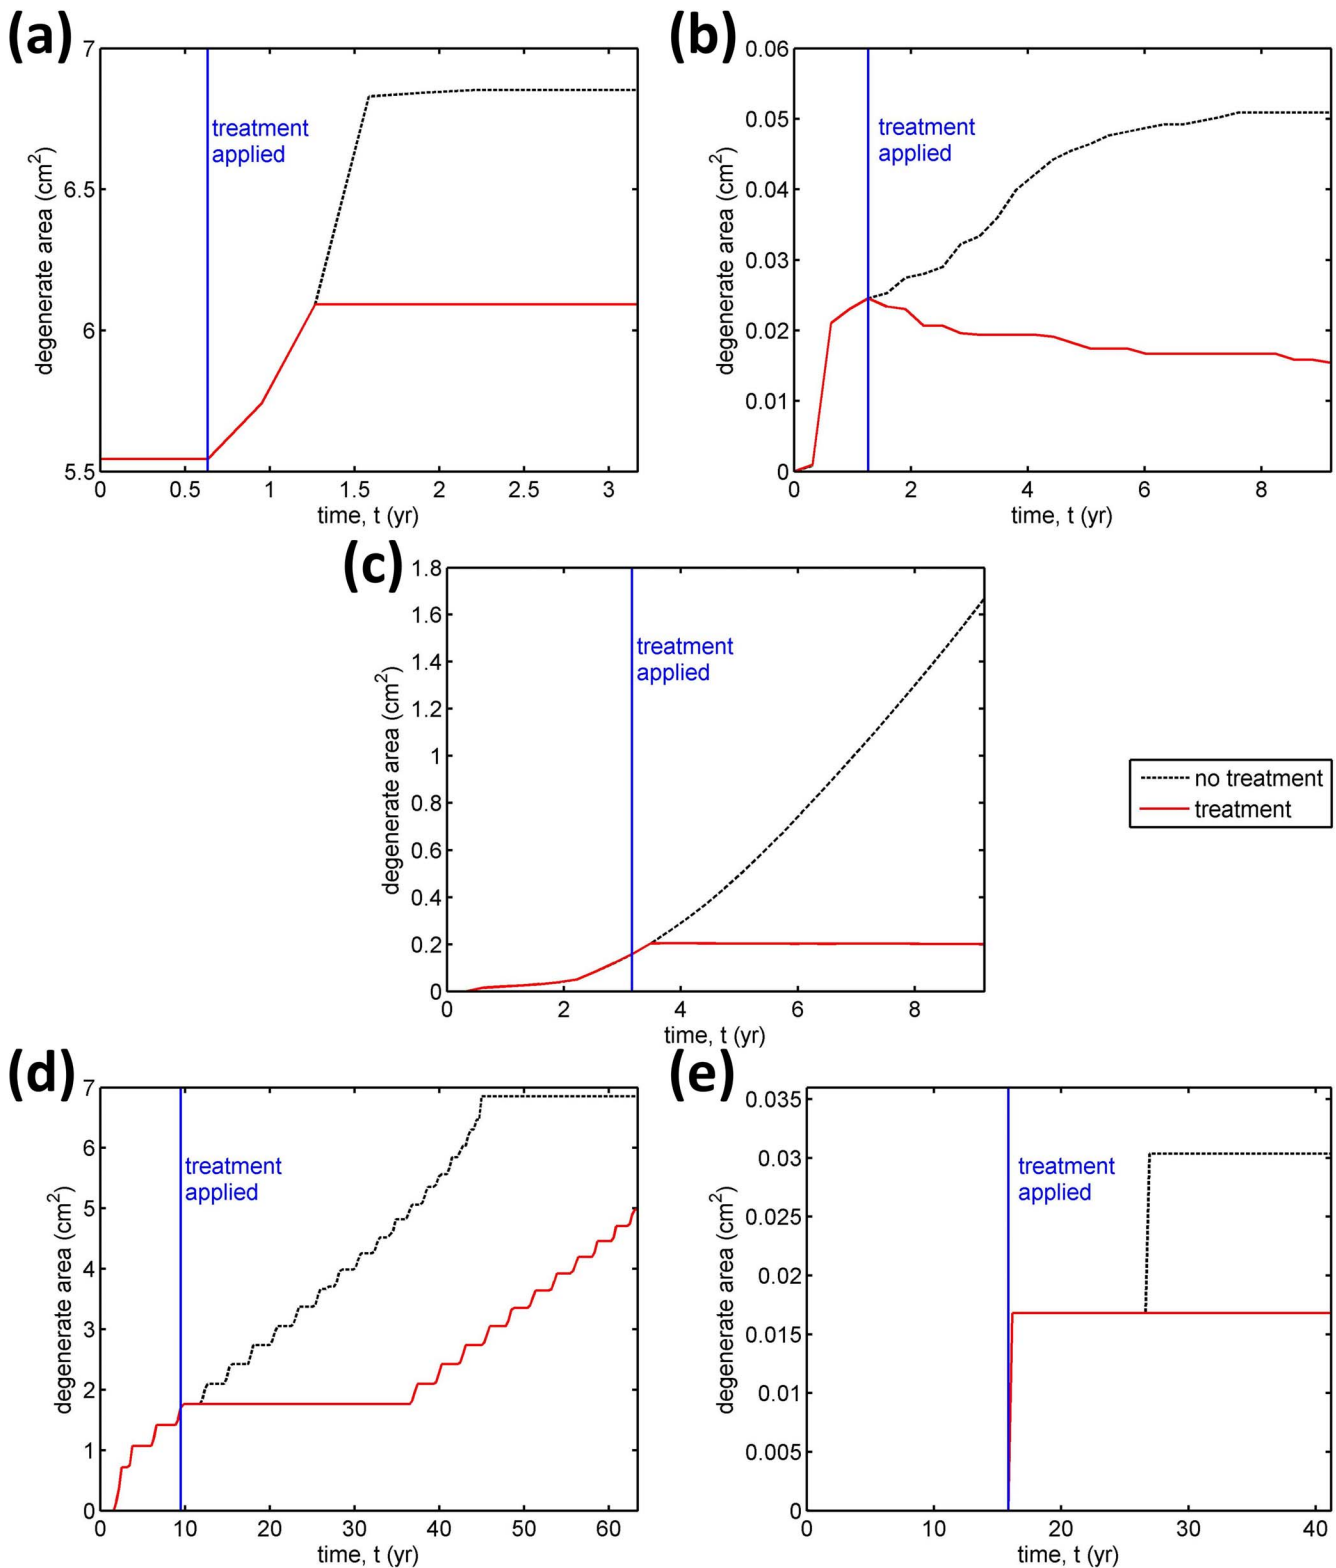 (a)
7
6.5
6
5.5
degenerate area (cm²)
treatment
applied
0 0.5 1 1.5 2 2.5 3
time, t (yr)
(b)
0.06
0.05
0.04
0.03
0.02
0.01
0
degenerate area (cm²)
treatment
applied
0 2 4 6 8
time, t (yr)
(c)
1.8
1.6
1.4
1.2
1
0.8
0.6
0.4
0.2
0
degenerate area (cm²)
treatment
applied
0 2 4 6 8
time, t (yr)
no treatment
treatment
(d)
7
6
5
4
3
2
1
0
degenerate area (cm²)
treatment
applied
0 10 20 30 40 50 60
time, t (yr)
(e)
0.035
0.03
0.025
0.02
0.015
0.01
0.005
0
degenerate area (cm²)
treatment
applied
0 10 20 30 40
time, t (yr)